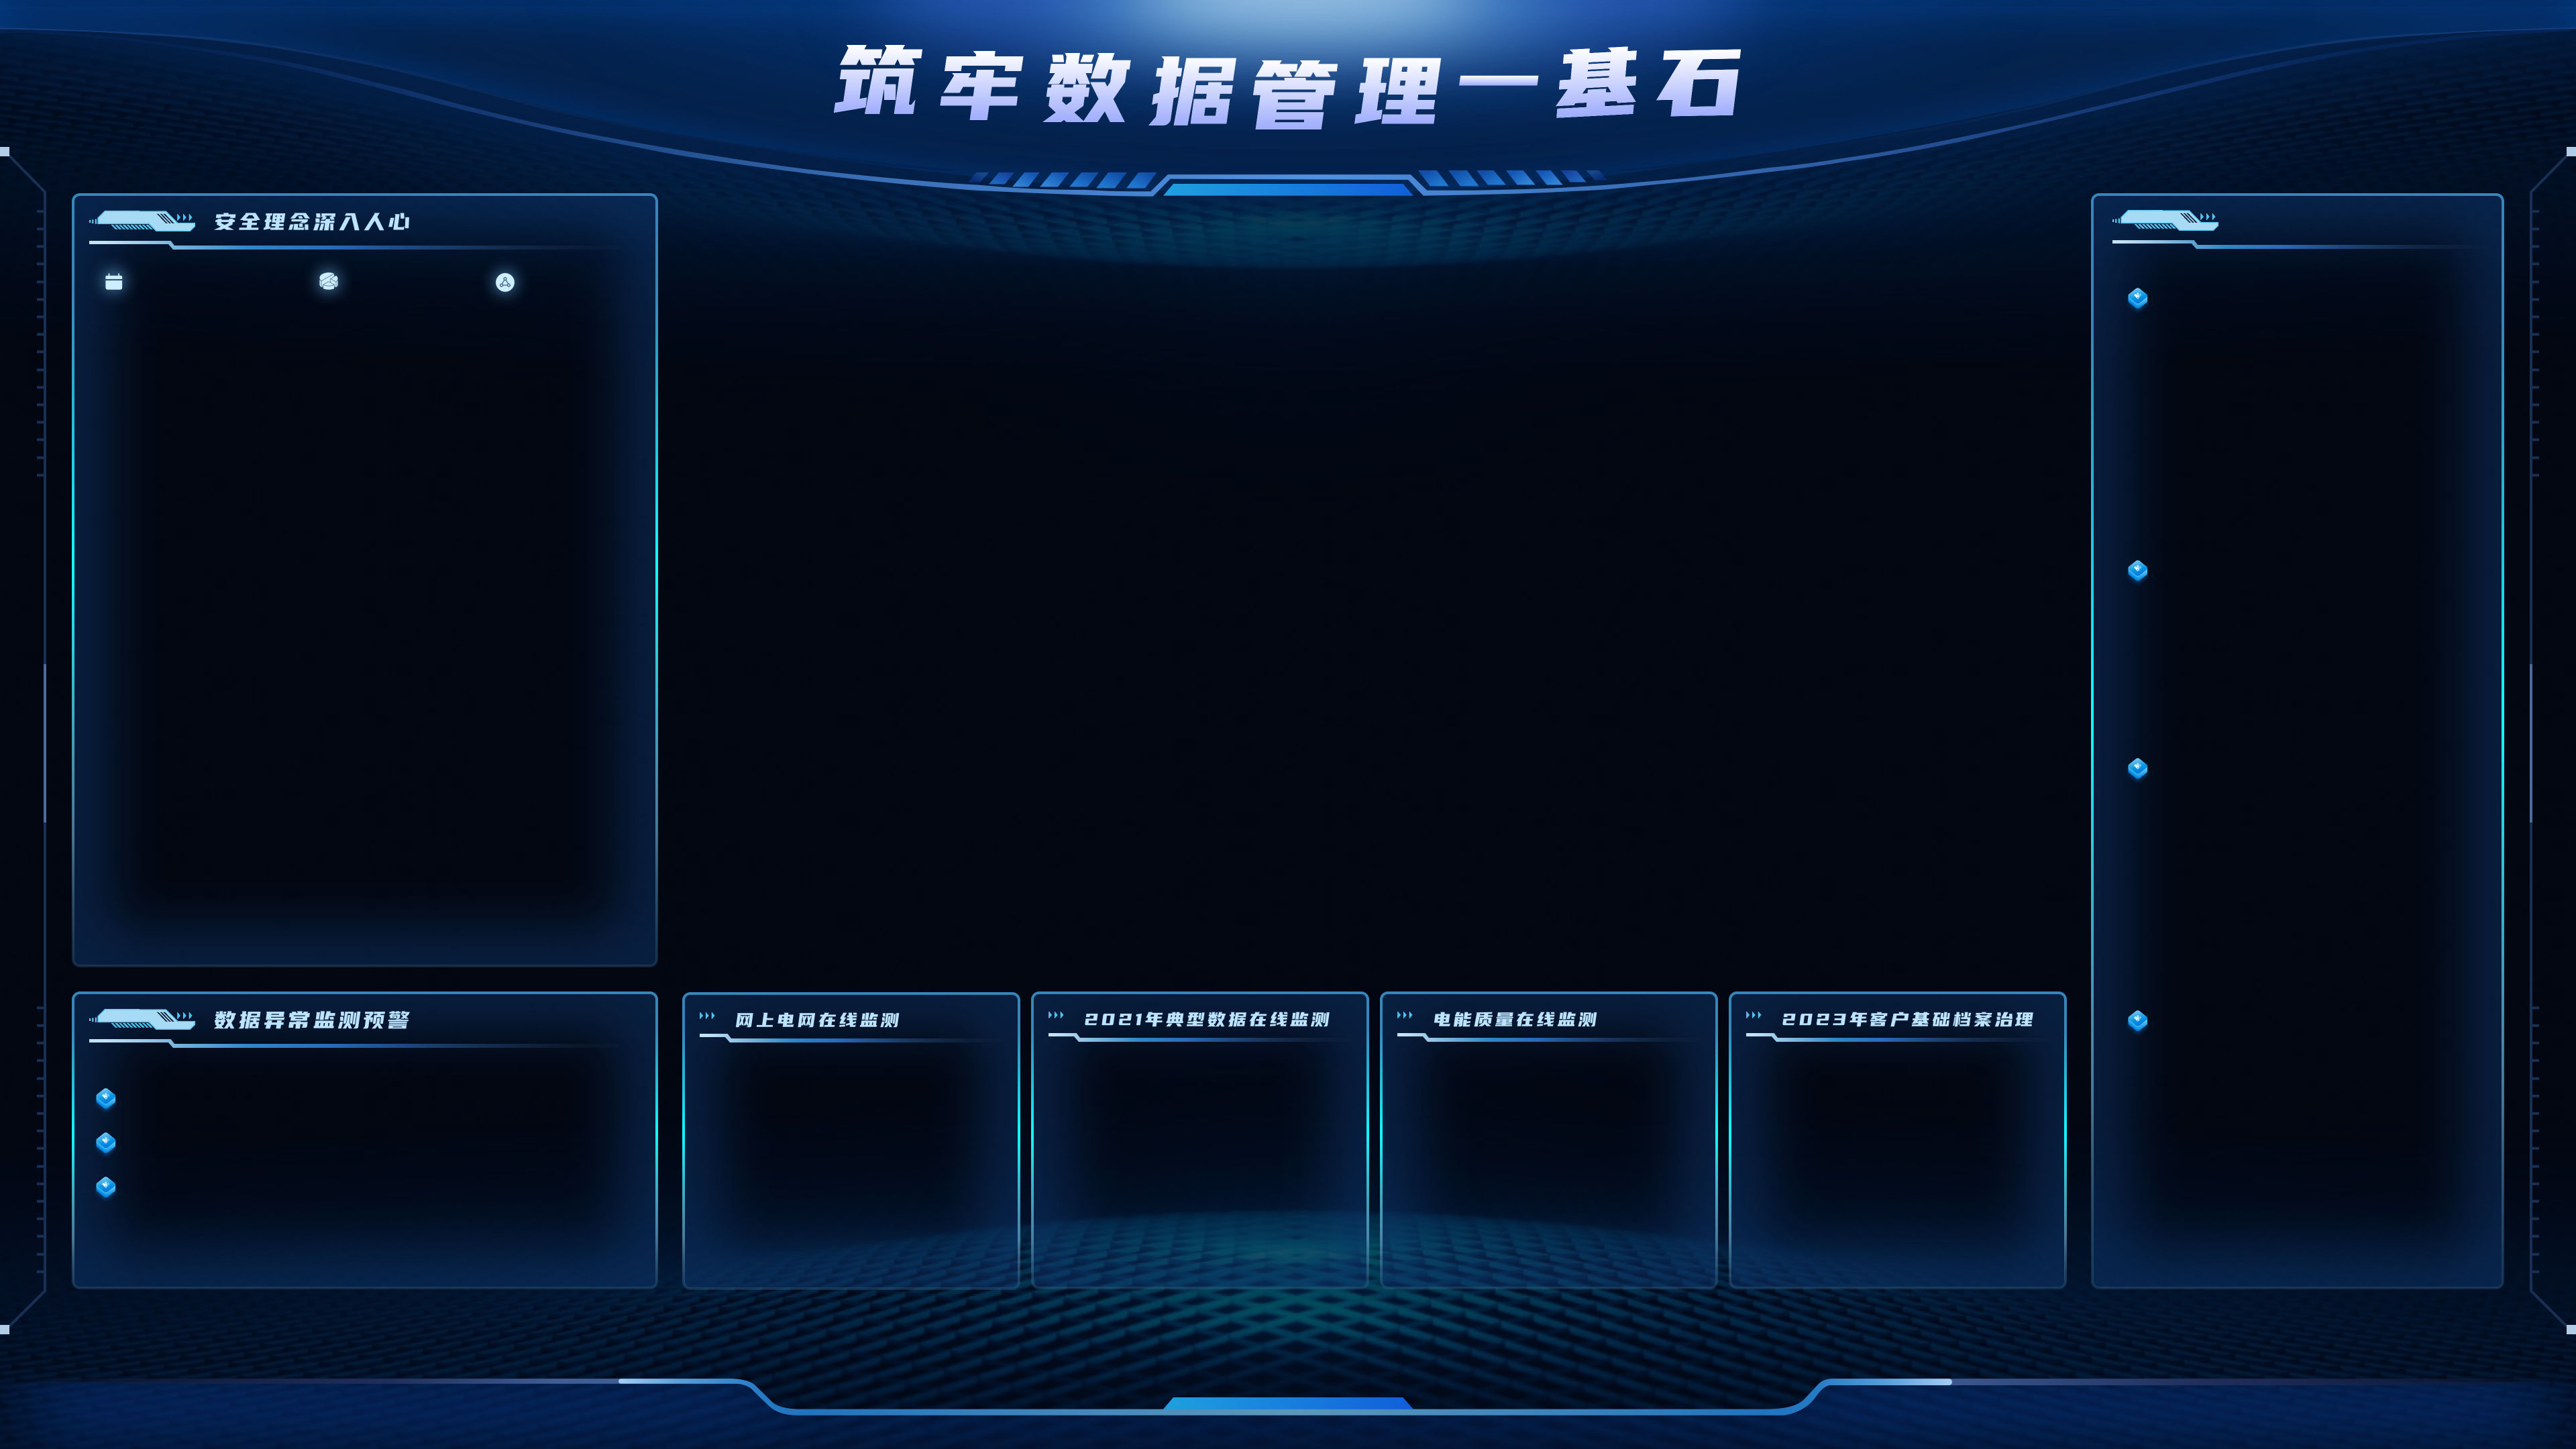 筑牢数据管理一基石
安全理念深入人心
数据异常监测预警
网上电网在线监测
2021年典型数据在线监测
电能质量在线监测
2023年客户基础档案治理